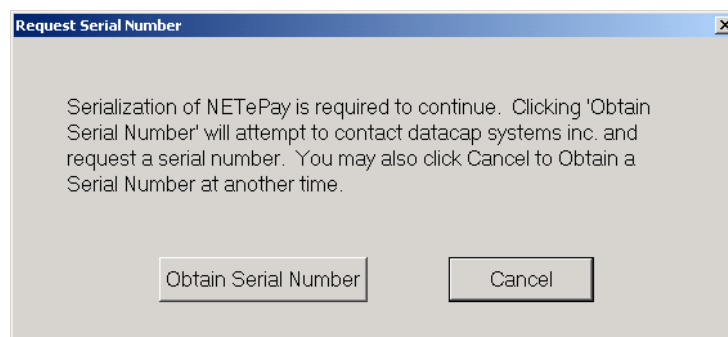 Request Serial Number
Serialization of NETePay is required to continue.  Clicking 'Obtain
Serial Number' will attempt to contact datacap systems inc. and
request a serial number.  You may also click Cancel to Obtain a
Serial Number at another time.
Obtain Serial Number
Cancel